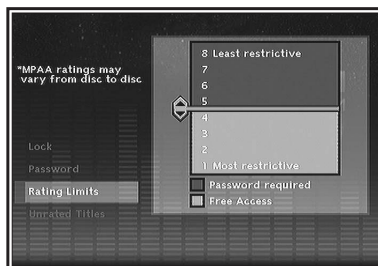 *MPAA ratings may
vary from disc to disc
8 Least restrictive
7
6
5
4
3
2
1 Most restrictive
Lock
Password
Rating Limits
Unrated Titles
Password required
Free Access